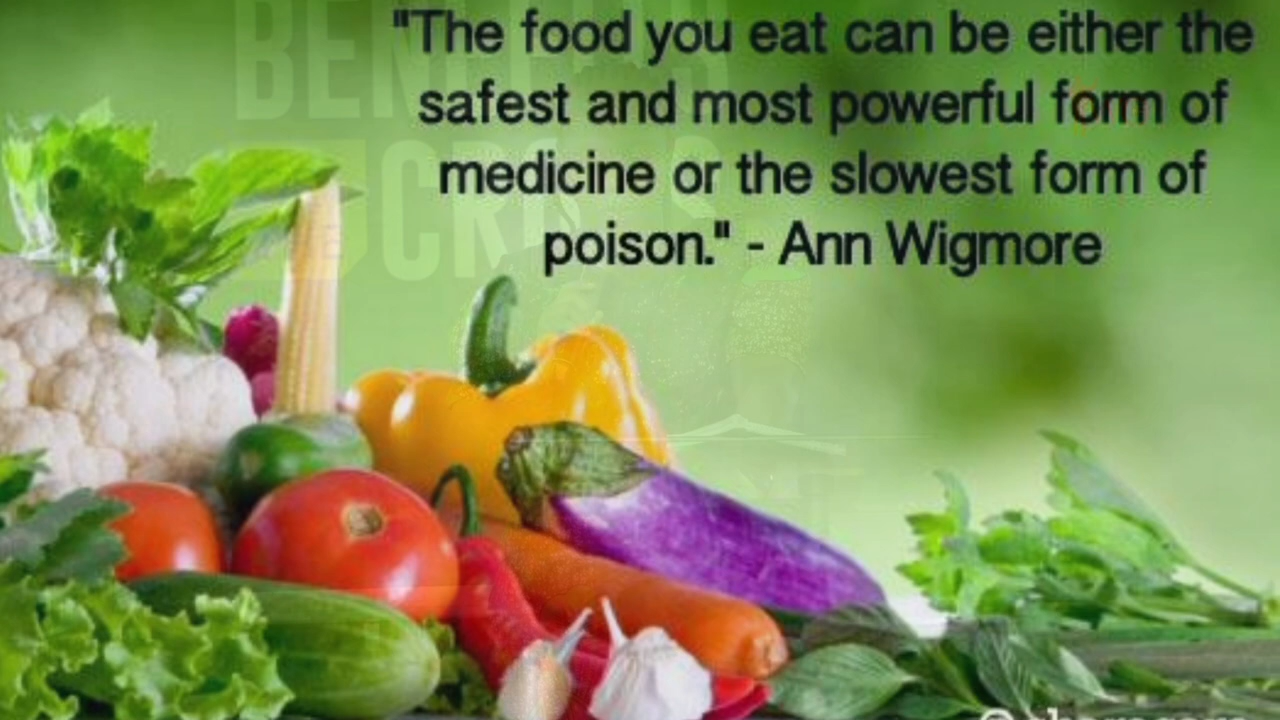 "The food you eat can be either the
safest and most powerful form of
medicine or the slowest form of
poison." - Ann Wigmore